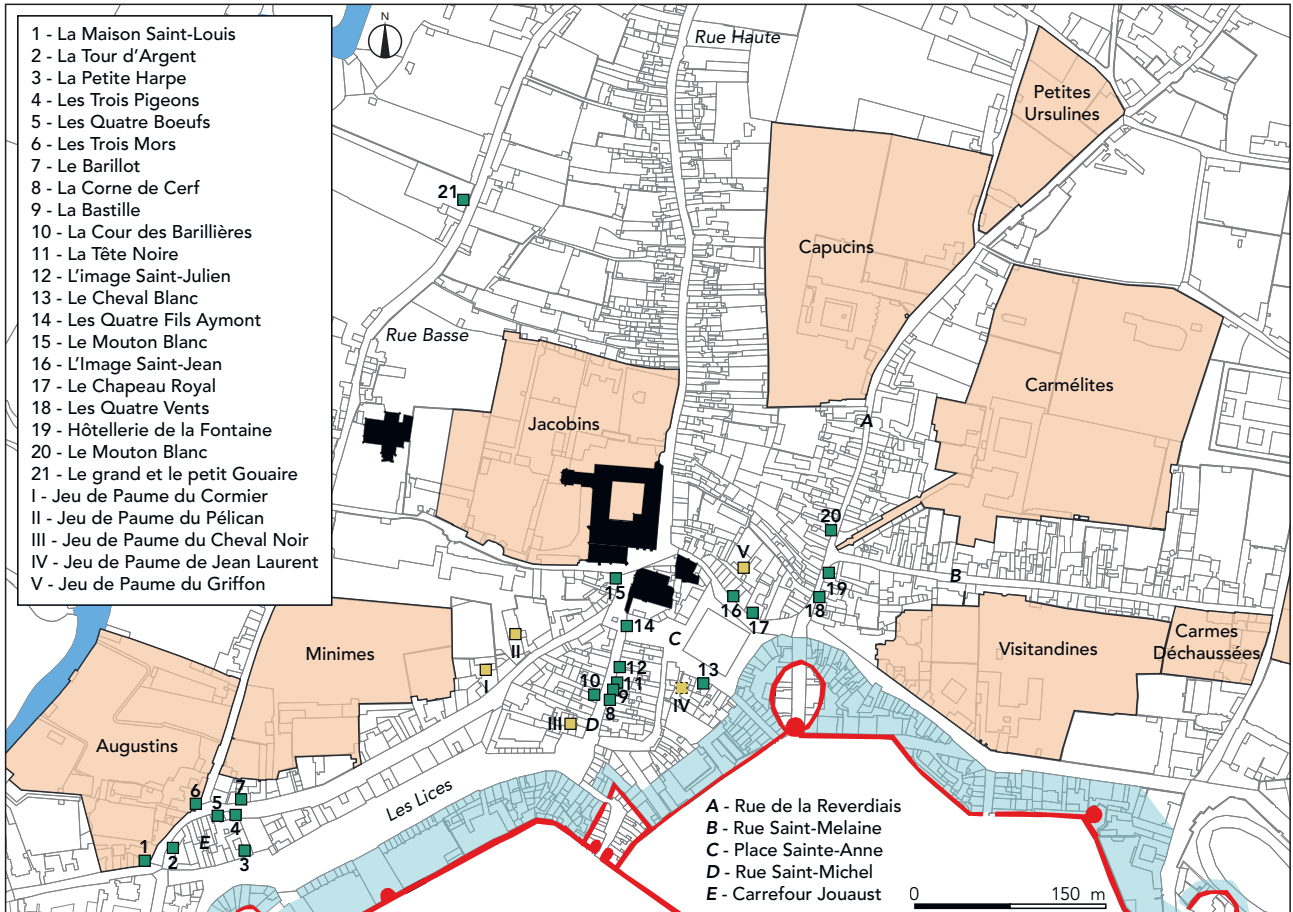 1 - La Maison Saint-Louis
2 - La Tour d'Argent
3 - La Petite Harpe
4 - Les Trois Pigeons
5 - Les Quatre Boeufs
6 - Les Trois Mors
7 - Le Barillot
8 - La Corne de Cerf
9 - La Bastille
10 - La Cour des Barillières
11 - La Tête Noire
12 - L'image Saint-Julien
13 - Le Cheval Blanc
14 - Les Quatre Fils Aymont
15 - Le Mouton Blanc
16 - L'Image Saint-Jean
17 - Le Chapeau Royal
18 - Les Quatre Vents
19 - Hôtellerie de la Fontaine
20 - Le Mouton Blanc
21 - Le grand et le petit Gouaire
I - Jeu de Paume du Cormier
II - Jeu de Paume du Pélican
III - Jeu de Paume du Cheval Noir
IV - Jeu de Paume de Jean Laurent
V - Jeu de Paume du Griffon
N
Rue Haute
Petites
Ursulines
21
Capucins
Rue Basse
Carmélites
Jacobins
A
20
V
B
15
19
16
18
17
14
C
II
Minimes
Visitandines
Carmes
Déchaussées
I
12
13
10
11
9
IV
8
III
D
Augustins
Les Lices
7
6
5
4
E
1
2
3
A - Rue de la Reverdiais
B - Rue Saint-Melaine
C - Place Sainte-Anne
D - Rue Saint-Michel
E - Carrefour Jouaust
0 150 m